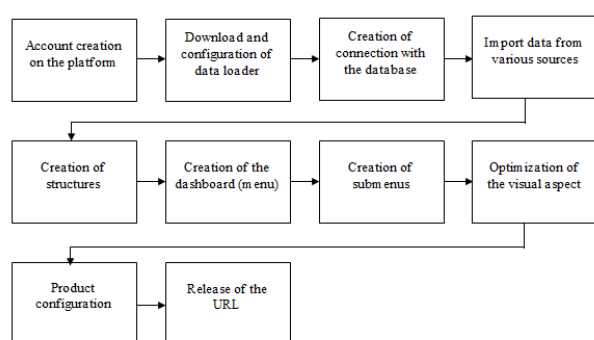 Account creation
on the platform
Download and
configuration of
data loader
Creation of
connection with
the database
Import data from
various sources
Creation of
structures
Creation of the
dashboard (menu)
Creation of
submenus
Optimization of
the visual aspect
Product
configuration
Release of the
URL